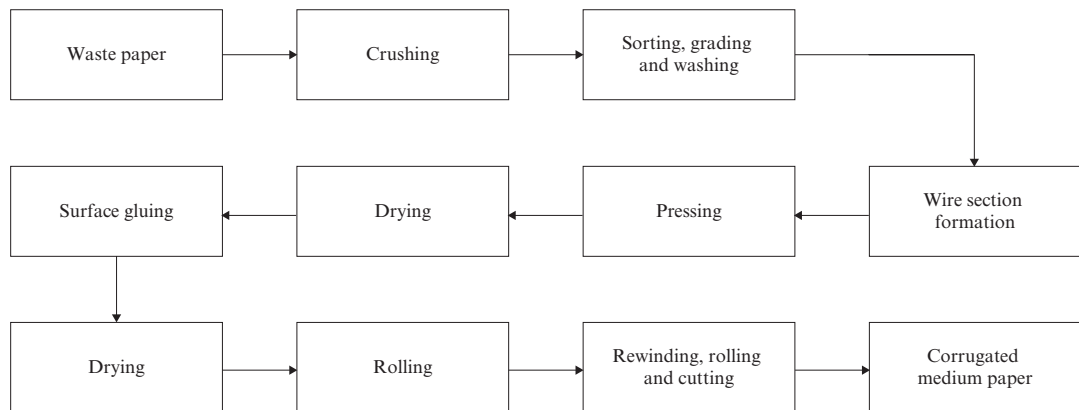 Waste paper
Crushing
Sorting, grading
and washing
Surface gluing
Drying
Pressing
Wire section
formation
Drying
Rolling
Rewinding, rolling
and cutting
Corrugated
medium paper